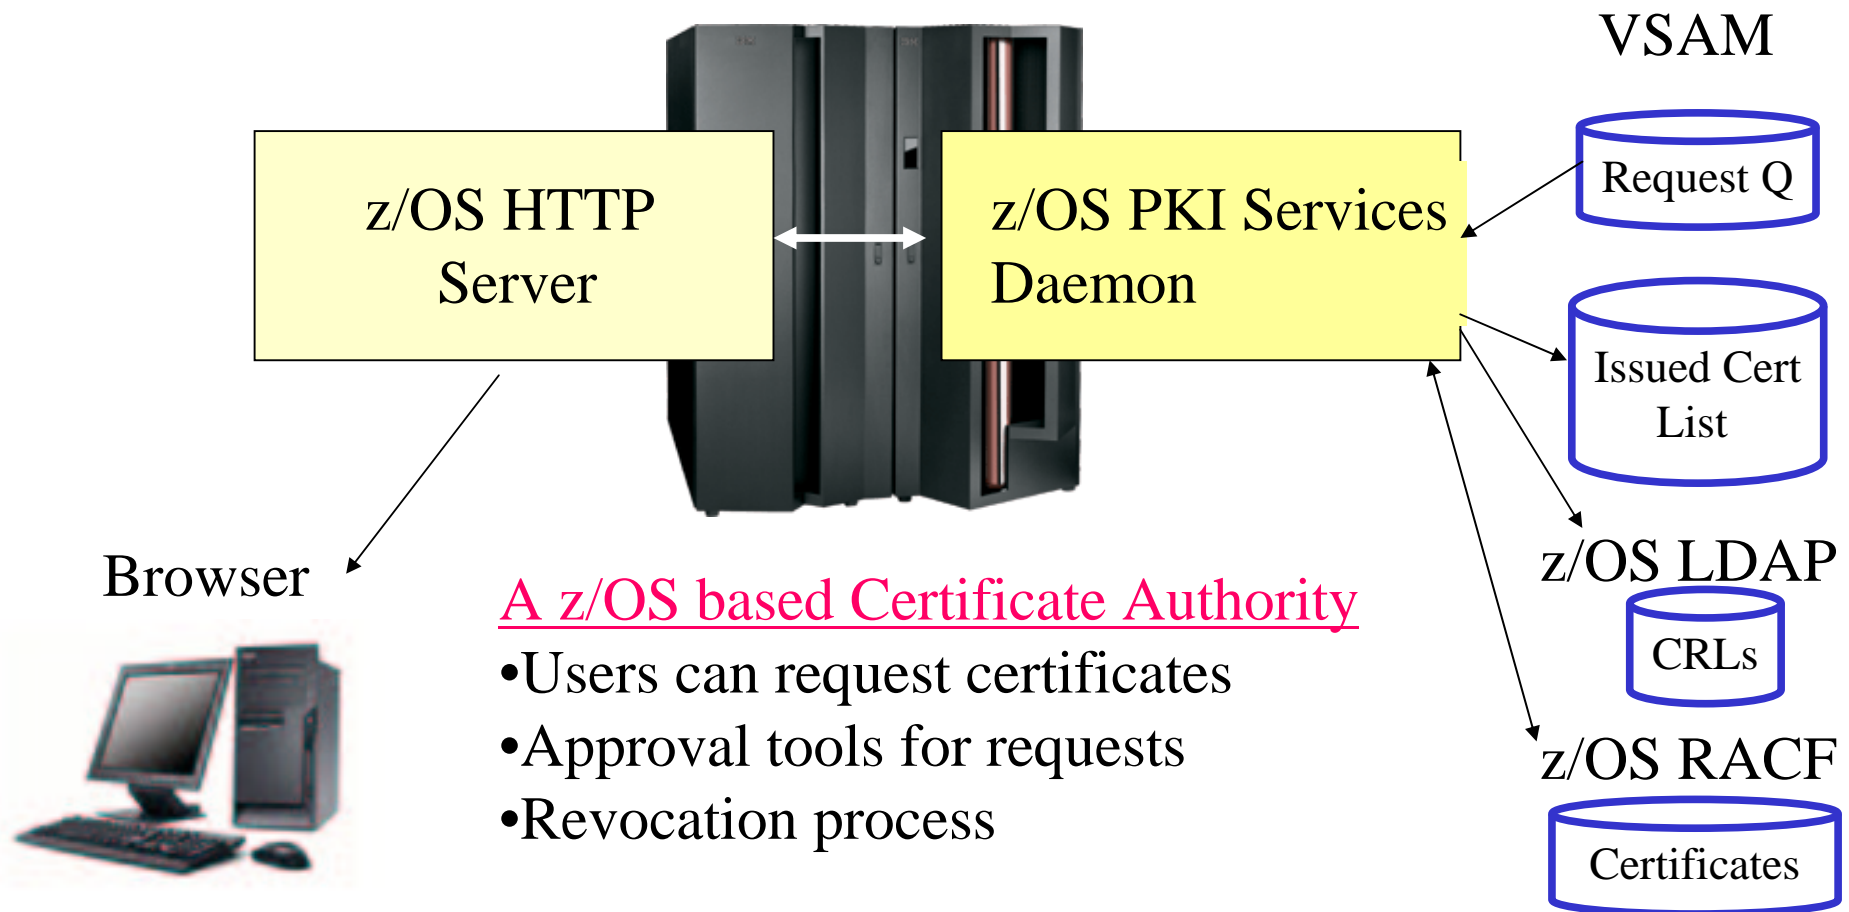 VSAM
z/OS HTTP
Server
z/OS PKI Services
Daemon
Request Q
Issued Cert
List
Browser
z/OS LDAP
CRLs
A z/OS based Certificate Authority
•Users can request certificates
•Approval tools for requests
•Revocation process
z/OS RACF
Certificates